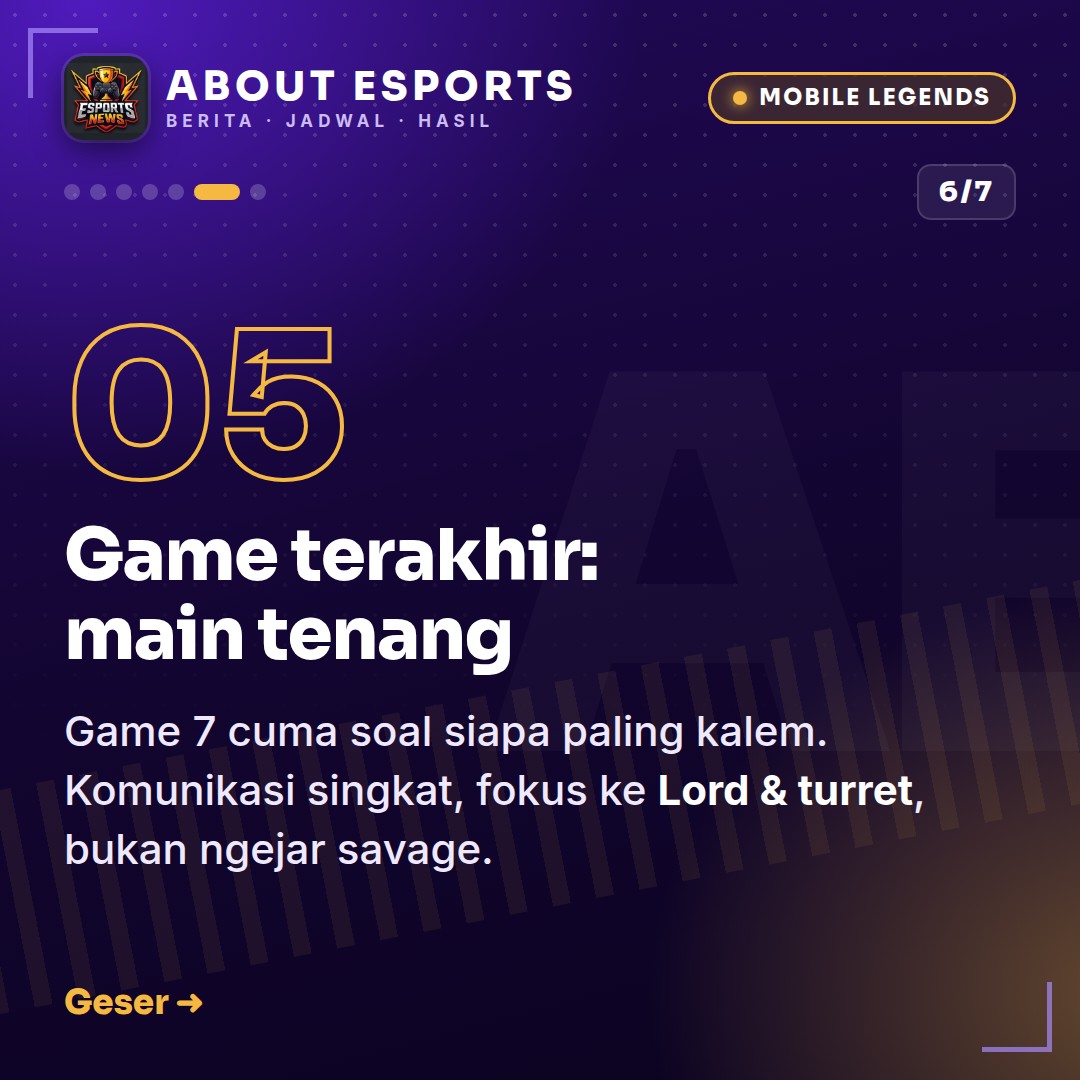 ESPORTS
NEWS
ABOUT ESPORTS
BERITA · JADWAL · HASIL
MOBILE LEGENDS
6/7
05
Game terakhir:
main tenang
Game 7 cuma soal siapa paling kalem.
Komunikasi singkat, fokus ke Lord & turret,
bukan ngejar savage.
Geser ➜